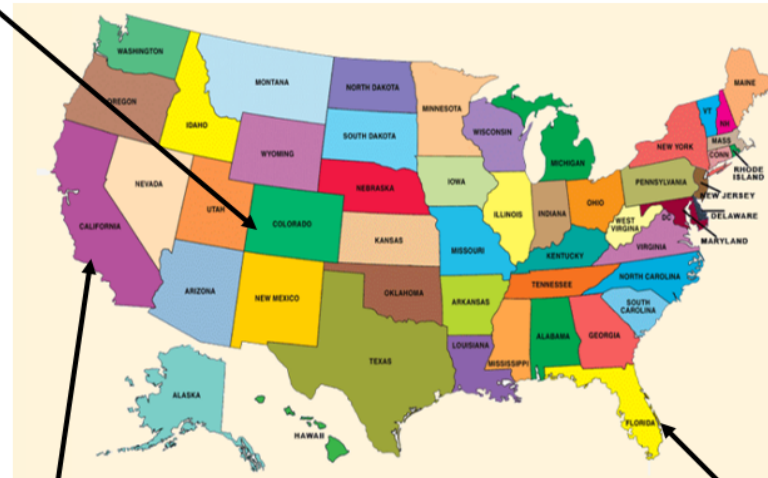 WASHINGTON
OREGON
IDAHO
MONTANA
NORTH DAKOTA
MINNESOTA
SOUTH DAKOTA
WYOMING
WISCONSIN
MICHIGAN
MAINE
VT
NH
NEW YORK
MASS
CONN
RHODE
ISLAND
NEVADA
UTAH
COLORADO
NEBRASKA
IOWA
ILLINOIS
INDIANA
OHIO
PENNSYLVANIA
NEW JERSEY
DELAWARE
DC
MARYLAND
WEST
VIRGINA
VIRGINIA
CALIFORNIA
KANSAS
MISSOURI
KENTUCKY
ARIZONA
NEW MEXICO
OKLAHOMA
ARKANSAS
TENNESSEE
NORTH CAROLINA
SOUTH
CAROLINA
TEXAS
LOUISIANA
MISSISSIPPI
ALABAMA
GEORGIA
ALASKA
HAWAII
FLORIDA